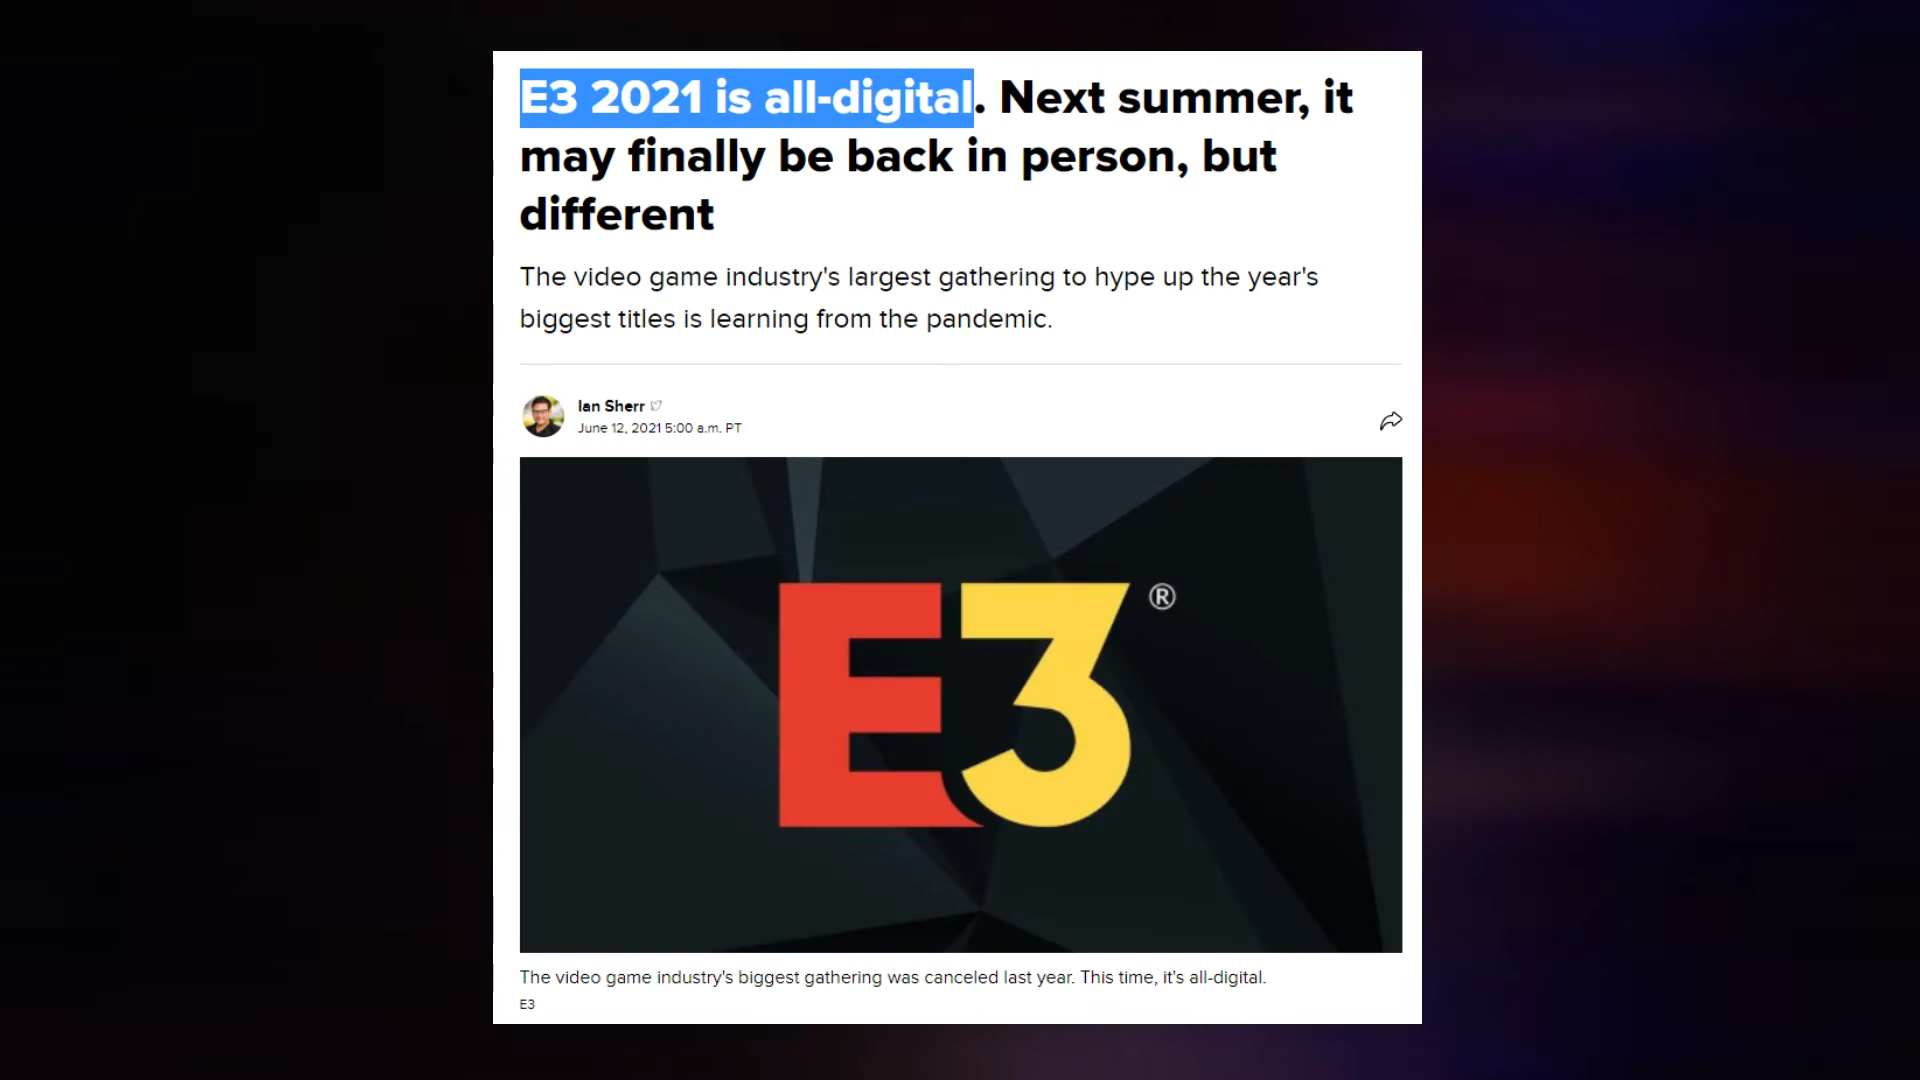 E3 2021 is all-digital. Next summer, it
may finally be back in person, but
different
The video game industry's largest gathering to hype up the year's
biggest titles is learning from the pandemic.
Ian Sherr
June 12, 2021 5:00 a.m. PT
E3®
The video game industry's biggest gathering was canceled last year. This time, it's all-digital.
E3